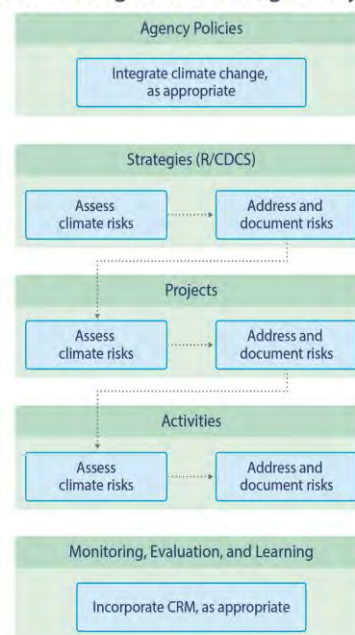 Agency Policies
Integrate climate change,
as appropriate
Strategies (R/CDCS)
Assess
climate risks
Address and
document risks
Projects
Assess
climate risks
Address and
document risks
Activities
Assess
climate risks
Address and
document risks
Monitoring, Evaluation, and Learning
Incorporate CRM, as appropriate